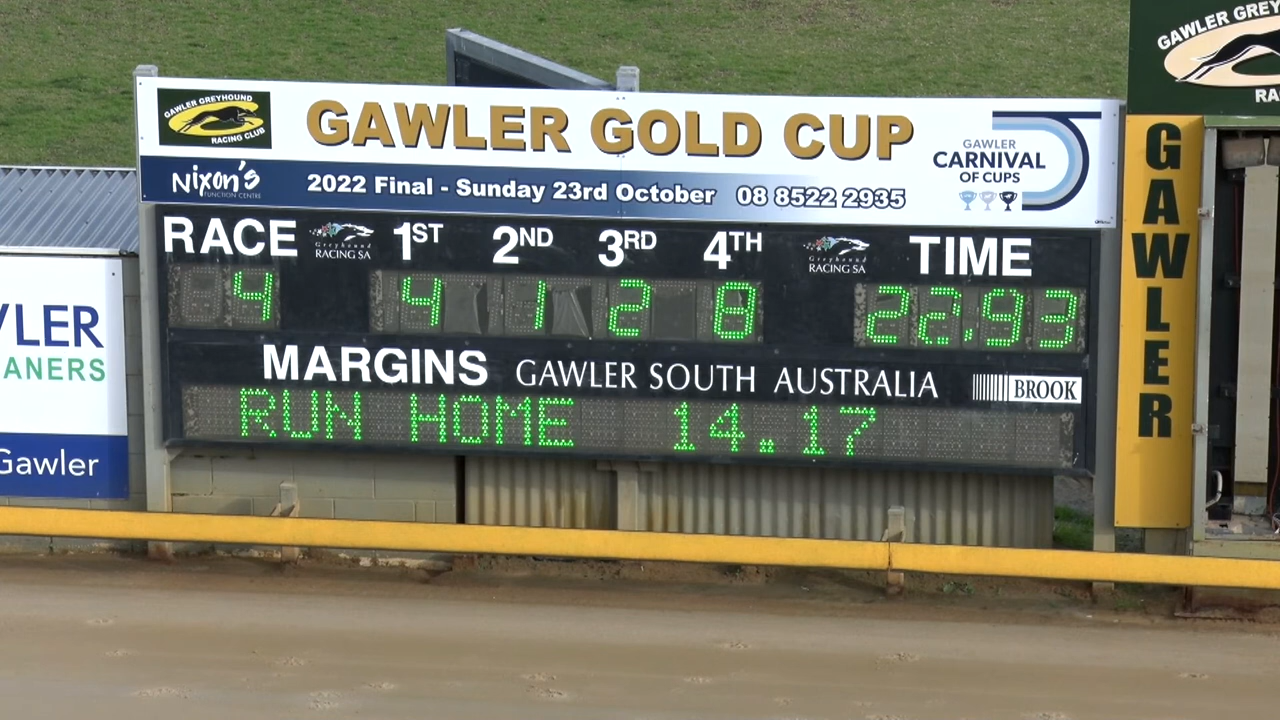 GAWLER GREYHOUND
RACING CLUB
GAWLER GOLD CUP
GAWLER
CARNIVAL
OF CUPS
Nixon's
FUNCTION CENTRE
2022 Final - Sunday 23rd October 08 8522 2935
RACE
Greyhound
RACING SA
1ST 2ND 3RD 4TH
Greyhound
RACING SA
TIME
4 4 1 2 8 22.93
MARGINS GAWLER SOUTH AUSTRALIA BROOK
RUN HOME 14.17
LER
ANERS
Gawler
GAWLER GREY
RA
GAWLER